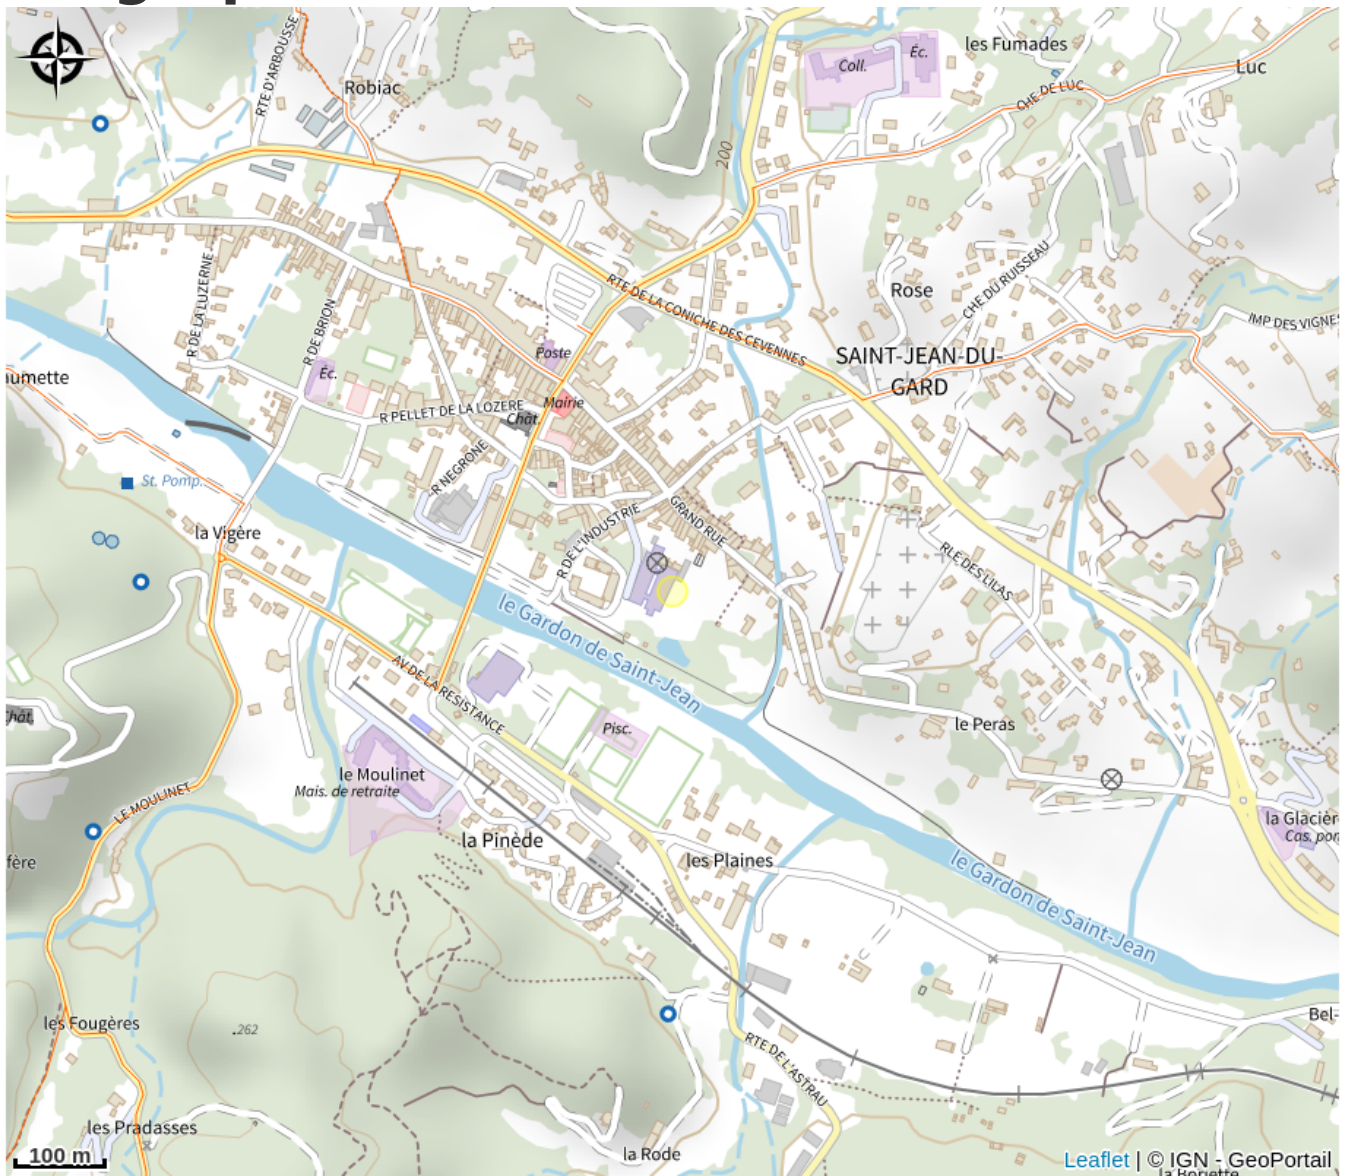 les Fumades
Coll.
Éc.
Luc
CHE DE LUC
RTE D'ARBOUSSE
Robiac
200
R DE LA LUZERNE
R DE BRION
RTE DE LA CONICHE DES CEVENNES
Rose
CHE DU RUISSEAU
IMP DES VIGNES
SAINT-JEAN-DU-
GARD
Poste
Éc.
aumette
Mairie
R PELLET DE LA LOZERE
Chât.
R NEGRONE
St. Pomp.
la Vigère
GRAND RUE
R DE L'INDUSTRIE
RLE DES LILAS
le Gardon de Saint-Jean
AV DE LA RESISTANCE
Chât.
Pisc.
le Peras
le Moulinet
Mais. de retraite
LE MOULINET
la Glacièr
Cas. pom
la Pinède
les Plaines
fère
le Gardon de Saint-Jean
les Fougères
.262
Bel-
RTE DE L'ASTRAU
les Pradasses
la Rode
100 m
Leaflet | © IGN - GeoPortail
la Boriette